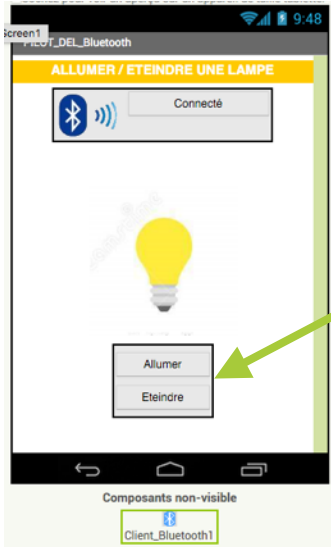 Screen1
9:48
PILOT_DEL_Bluetooth
ALLUMER / ETEINDRE UNE LAMPE
Connecté
Allumer
Eteindre
Composants non-visible
Client_Bluetooth1